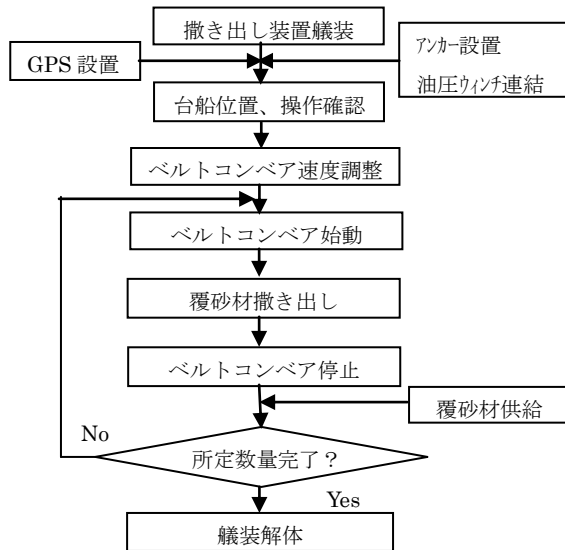 撒き出し装置艤装
GPS 設置
ｱﾝｶｰ設置
油圧ｳｨﾝﾁ連結
台船位置、操作確認
ベルトコンベア速度調整
ベルトコンベア始動
覆砂材撒き出し
ベルトコンベア停止
覆砂材供給
No
所定数量完了？
Yes
艤装解体